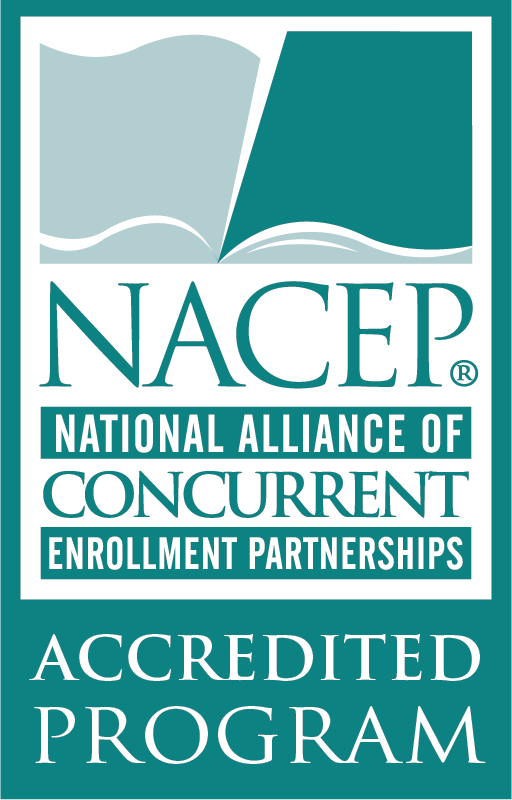 NACEP®
NATIONAL ALLIANCE OF
CONCURRENT
ENROLLMENT PARTNERSHIPS
ACCREDITED
PROGRAM